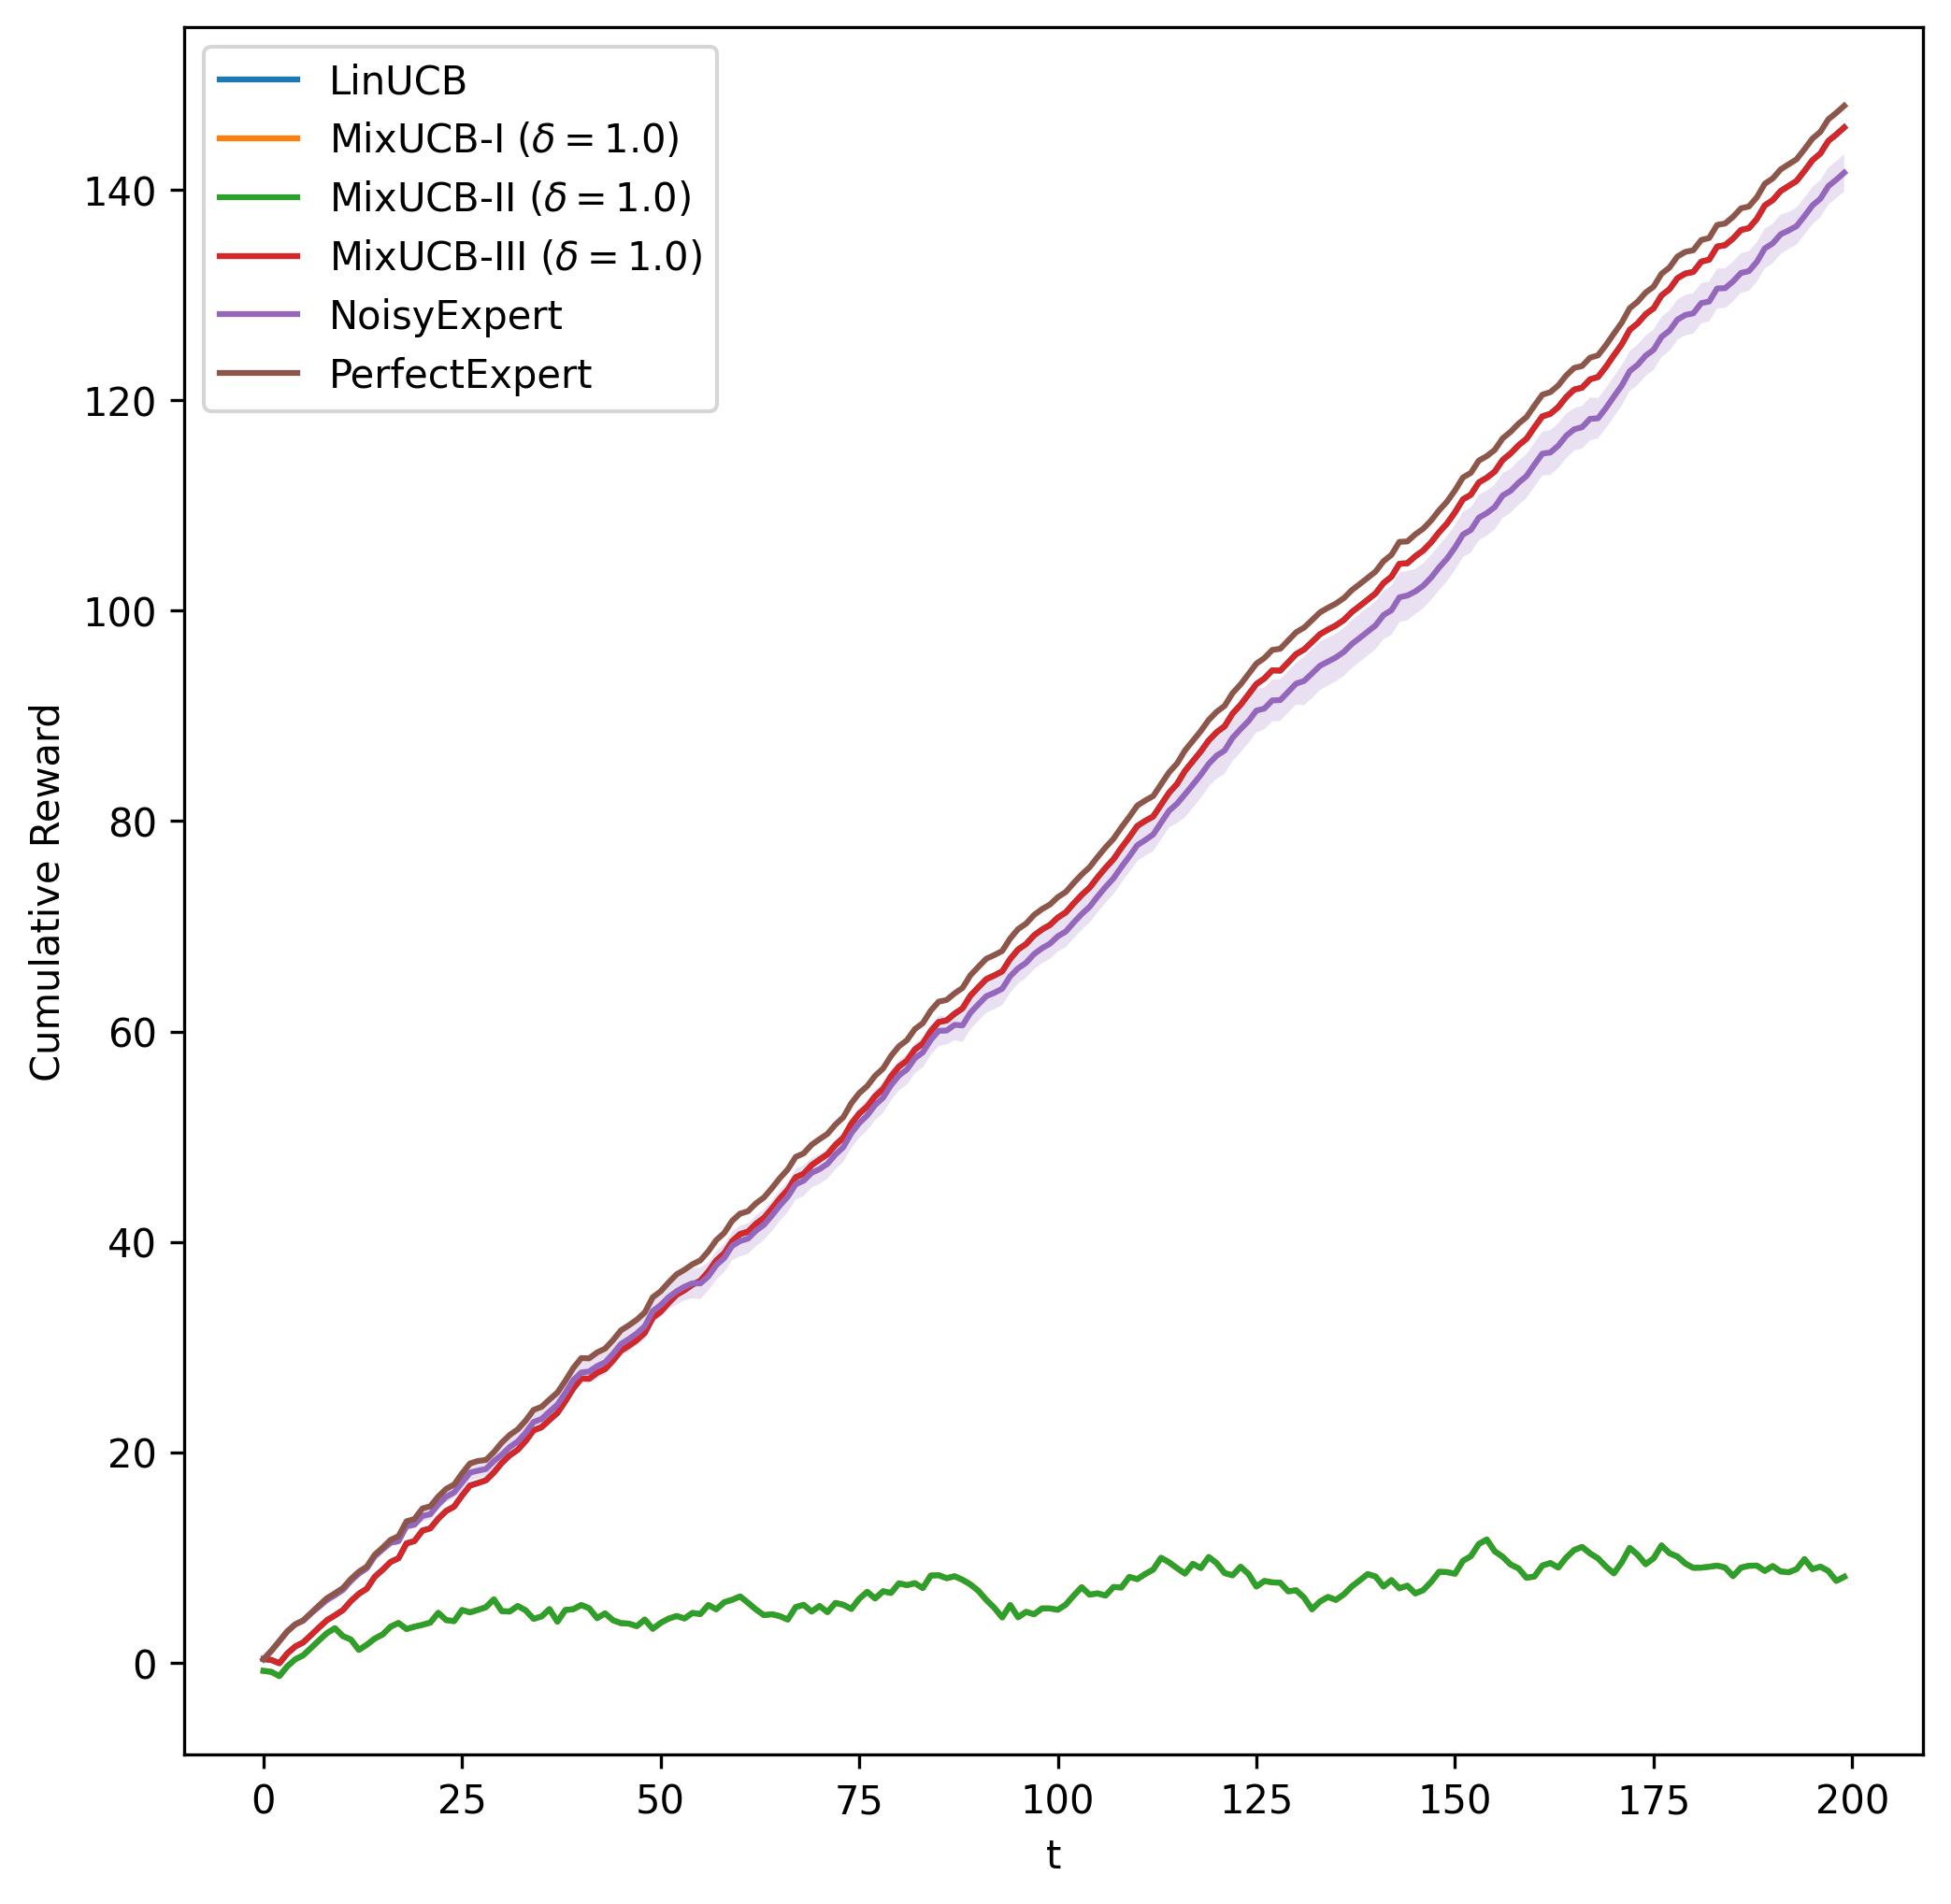 LinUCB
MixUCB-I (δ = 1.0)
MixUCB-II (δ = 1.0)
MixUCB-III (δ = 1.0)
NoisyExpert
PerfectExpert
Cumulative Reward
140
120
100
80
60
40
20
0
0 25 50 75 100 125 150 175 200
t